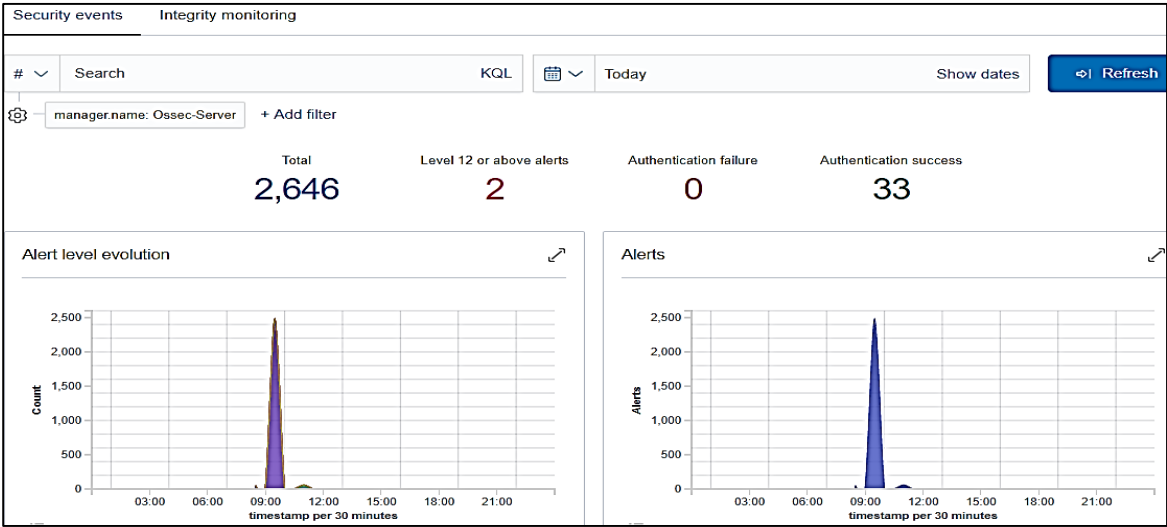 Security events Integrity monitoring
# Search KQL Today Show dates Refresh
manager.name: Ossec-Server + Add filter
Total Level 12 or above alerts Authentication failure Authentication success
2,646 2 0 33
Alert level evolution Alerts
2,500 2,500
2,000 2,000
Count Alerts
1,500 1,500
1,000 1,000
500 500
0 0
03:00 06:00 09:00 12:00 15:00 18:00 21:00 03:00 06:00 09:00 12:00 15:00 18:00 21:00
timestamp per 30 minutes timestamp per 30 minutes